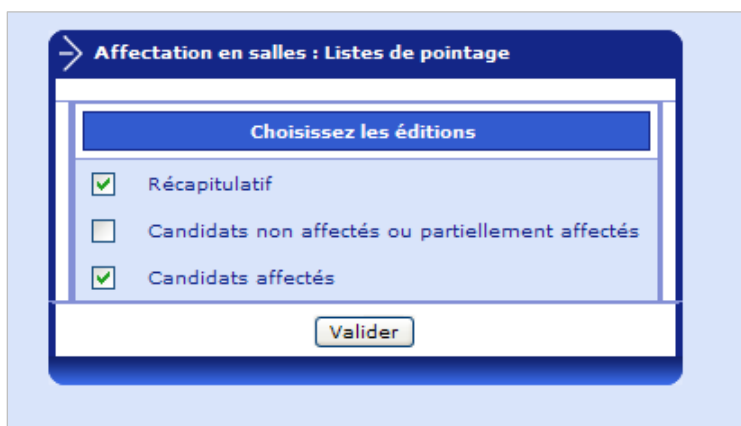 Affectation en salles : Listes de pointage
Choisissez les éditions
Récapitulatif
Candidats non affectés ou partiellement affectés
Candidats affectés
Valider